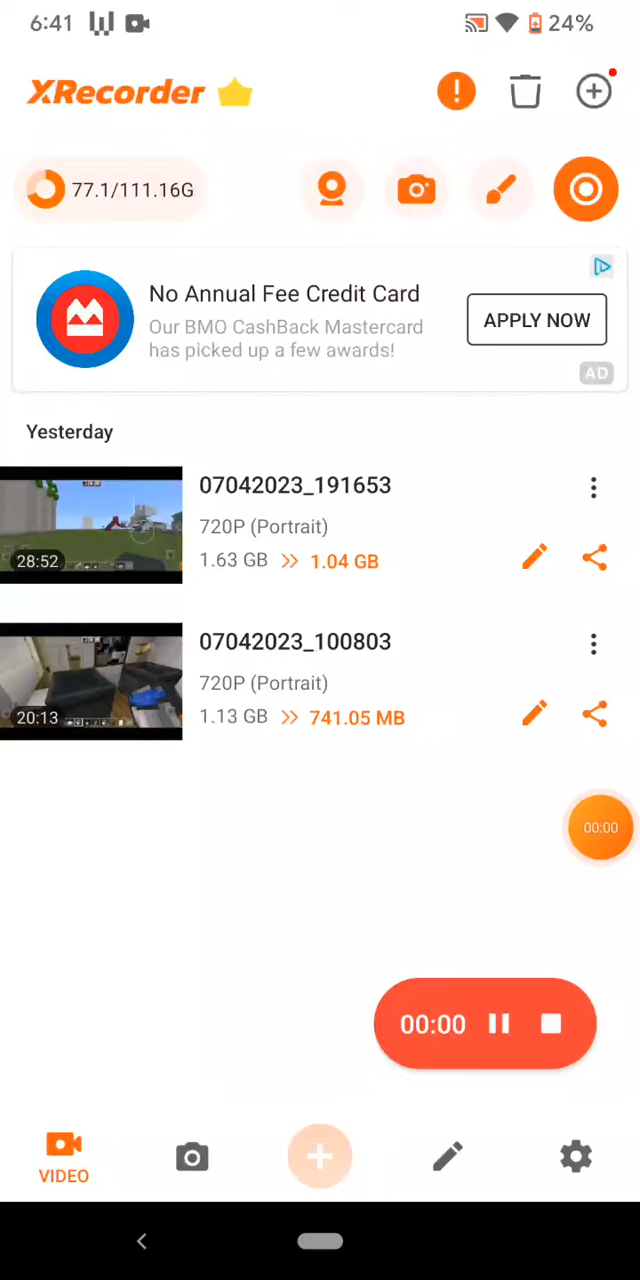 6:41
24%
XRecorder
77.1/111.16G
No Annual Fee Credit Card
Our BMO CashBack Mastercard
has picked up a few awards!
APPLY NOW
AD
Yesterday
07042023_191653
720P (Portrait)
1.63 GB >> 1.04 GB
28:52
07042023_100803
720P (Portrait)
1.13 GB >> 741.05 MB
20:13
00:00
00:00
VIDEO